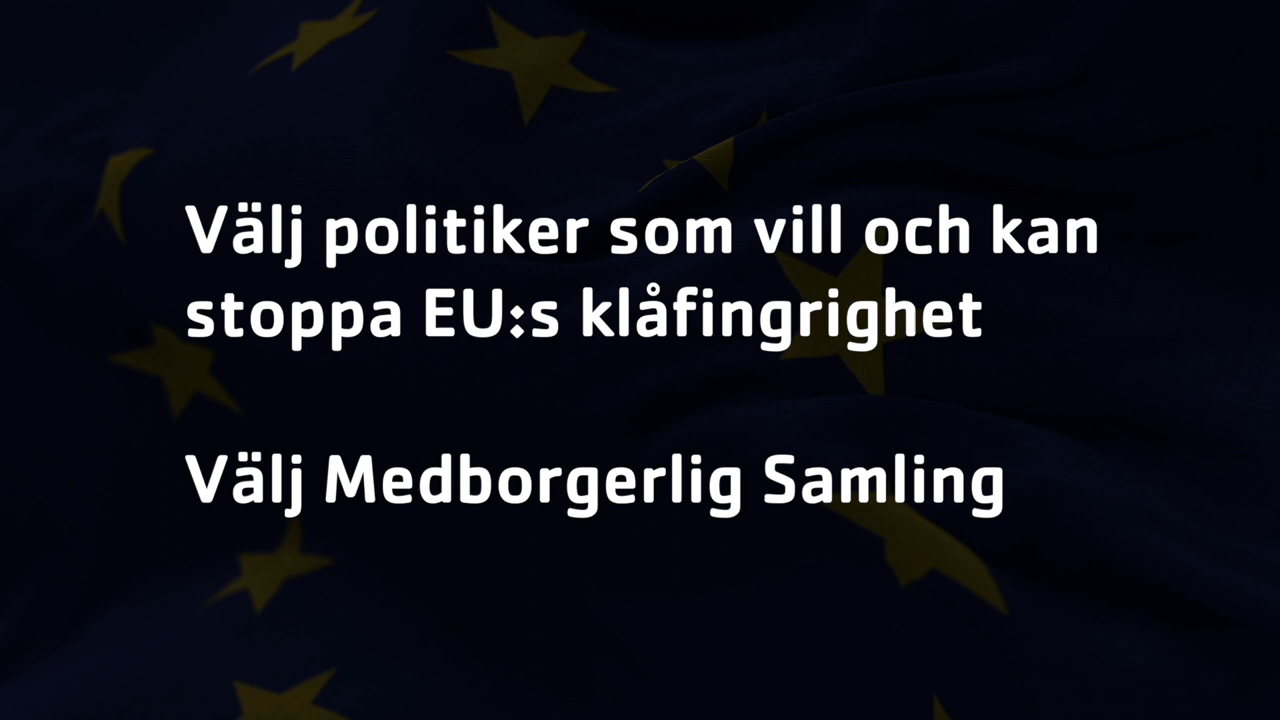 Välj politiker som vill och kan
stoppa EU:s klåfingrighet
Välj Medborgerlig Samling